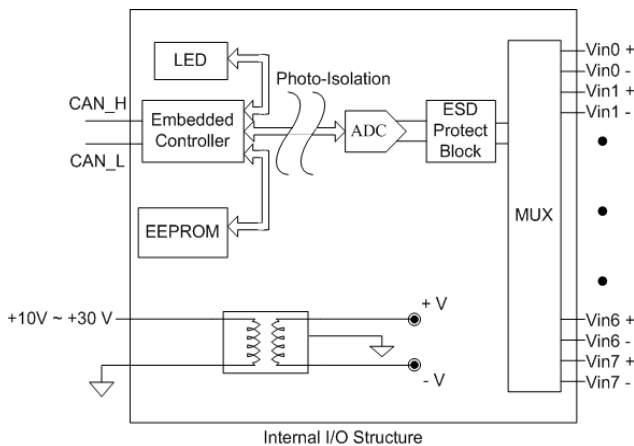 LED
Photo-Isolation
CAN_H
Embedded
Controller
CAN_L
ADC
ESD
Protect
Block
EEPROM
MUX
Vin0 +
Vin0 -
Vin1 +
Vin1 -
Vin6 +
Vin6 -
Vin7 +
Vin7 -
+10V ~ +30 V
+ V
- V
Internal I/O Structure